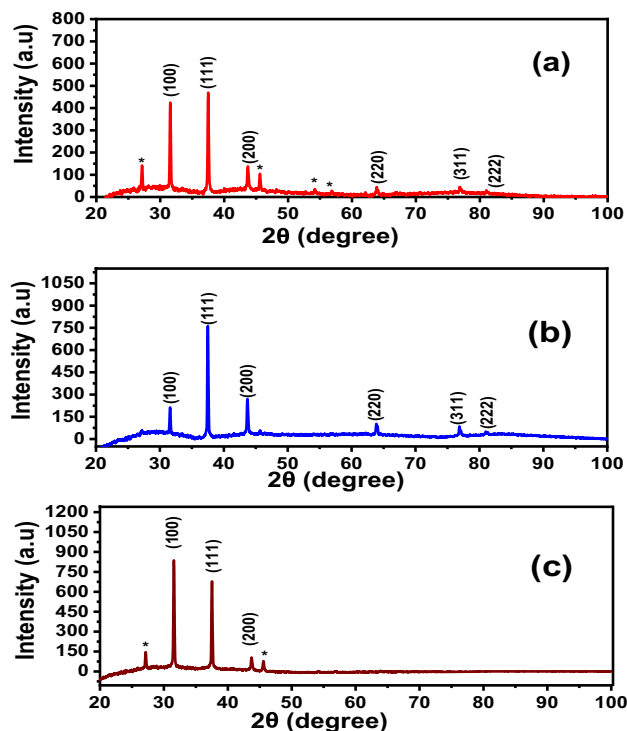 (a)
Intensity (a.u)
800
700
600
500
400
300
200
100
0
* (100) (111) (200) * * * (220) (311) (222)
20 30 40 50 60 70 80 90 100
2θ (degree)
(b)
Intensity (a.u)
1050
900
750
600
450
300
150
0
(100) (111) (200) (220) (311) (222)
20 30 40 50 60 70 80 90 100
2θ (degree)
(c)
Intensity (a.u)
1200
1050
900
750
600
450
300
150
0
* (100) (111) (200) *
20 30 40 50 60 70 80 90 100
2θ (degree)